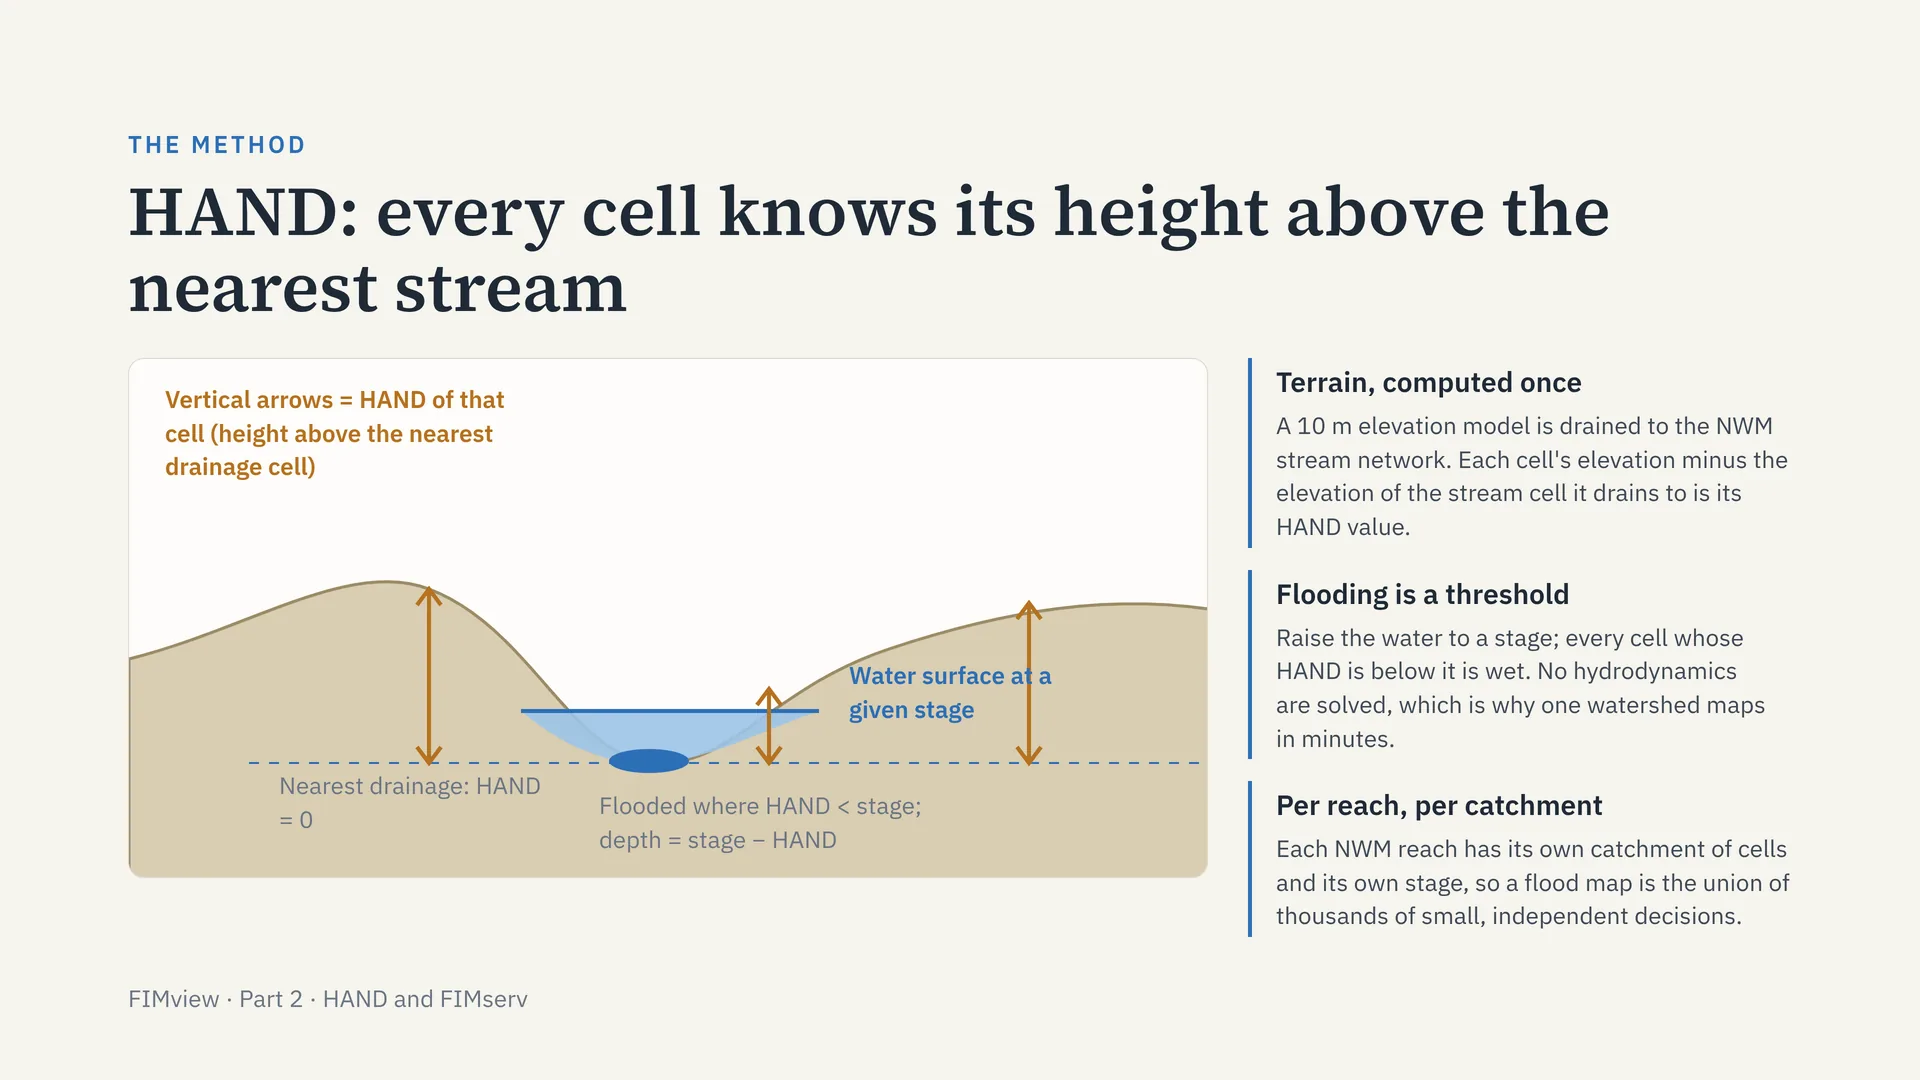 THE METHOD
HAND: every cell knows its height above the
nearest stream
Vertical arrows = HAND of that
cell (height above the nearest
drainage cell)
Water surface at a
given stage
Nearest drainage: HAND
= 0
Flooded where HAND < stage;
depth = stage − HAND
Terrain, computed once
A 10 m elevation model is drained to the NWM
stream network. Each cell's elevation minus the
elevation of the stream cell it drains to is its
HAND value.
Flooding is a threshold
Raise the water to a stage; every cell whose
HAND is below it is wet. No hydrodynamics
are solved, which is why one watershed maps
in minutes.
Per reach, per catchment
Each NWM reach has its own catchment of cells
and its own stage, so a flood map is the union of
thousands of small, independent decisions.
FIMview · Part 2 · HAND and FIMserv